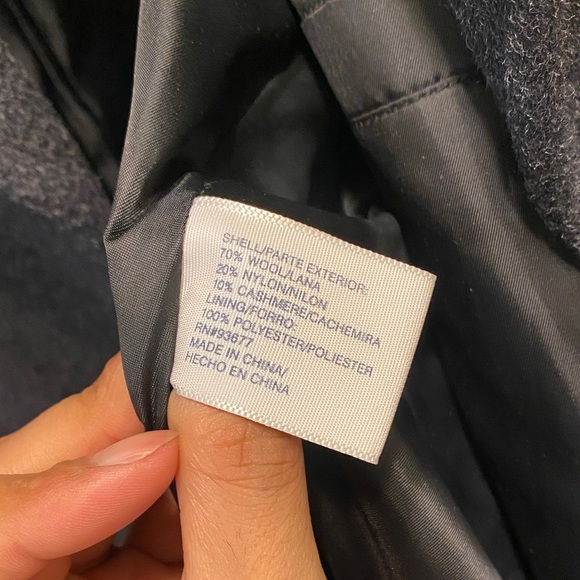 SHELL/PARTE EXTERIOR:
70% WOOL/LANA
20% NYLON/NILON
10% CASHMERE/CACHEMIRA
LINING/FORRO:
100% POLYESTER/POLIESTER
RN#93677
MADE IN CHINA/
HECHO EN CHINA